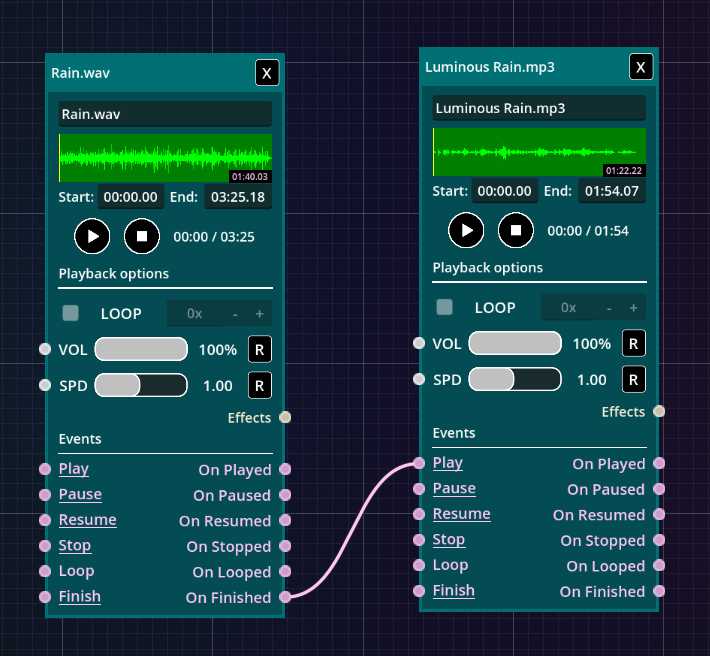 Rain.wav X
Rain.wav
01:40.03
Start: 00:00.00 End: 03:25.18
00:00 / 03:25
Playback options
LOOP 0x - +
VOL 100% R
SPD 1.00 R
Effects
Events
Play On Played
Pause On Paused
Resume On Resumed
Stop On Stopped
Loop On Looped
Finish On Finished
Luminous Rain.mp3 X
Luminous Rain.mp3
01:22.22
Start: 00:00.00 End: 01:54.07
00:00 / 01:54
Playback options
LOOP 0x - +
VOL 100% R
SPD 1.00 R
Effects
Events
Play On Played
Pause On Paused
Resume On Resumed
Stop On Stopped
Loop On Looped
Finish On Finished